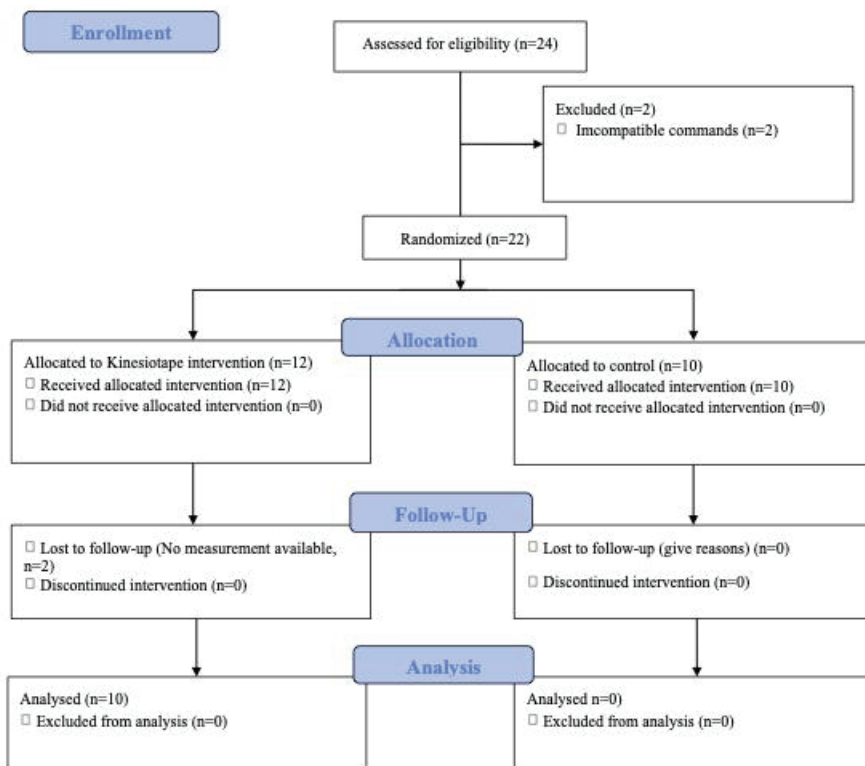 Enrollment
Assessed for eligibility (n=24)
Excluded (n=2)
Imcompatible commands (n=2)
Randomized (n=22)
Allocation
Allocated to Kinesiotape intervention (n=12)
Received allocated intervention (n=12)
Did not receive allocated intervention (n=0)
Allocated to control (n=10)
Received allocated intervention (n=10)
Did not receive allocated intervention (n=0)
Follow-Up
Lost to follow-up (No measurement available,
n=2)
Discontinued intervention (n=0)
Lost to follow-up (give reasons) (n=0)
Discontinued intervention (n=0)
Analysis
Analysed (n=10)
Excluded from analysis (n=0)
Analysed n=0)
Excluded from analysis (n=0)